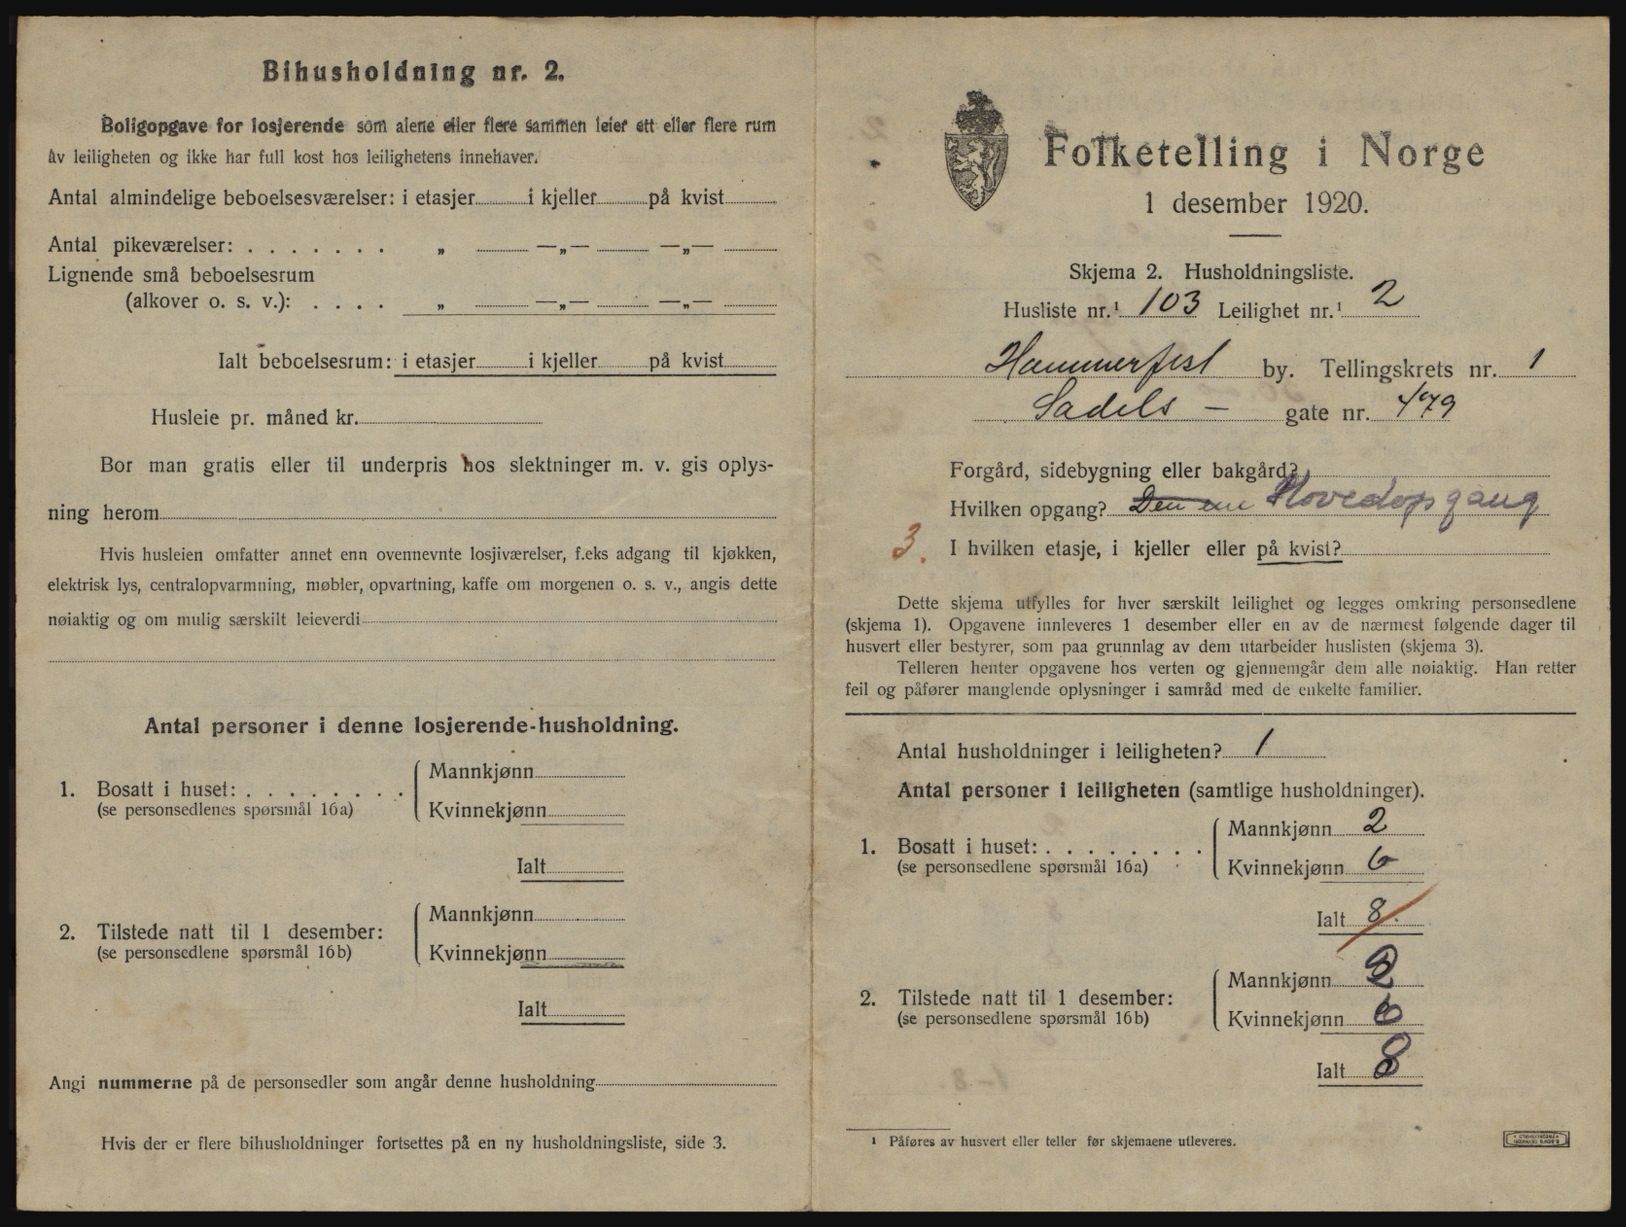 Bihusholdning nr. 2.
Boligopgave for losjerende som alene eller flere sammen leier ett eller flere rum
av leiligheten og ikke har full kost hos leilighetens innehaver.
Antal almindelige beboelsesværelser: i etasjer i kjeller på kvist
Antal pikeværelser: . . . . . . . „ —„— —„—
Lignende små beboelsesrum
(alkover o. s. v.): . . . . „ —„— —„—
Ialt beboelsesrum: i etasjer i kjeller på kvist
Husleie pr. måned kr.
Bor man gratis eller til underpris hos slektninger m. v. gis oplys-
ning herom
Hvis husleien omfatter annet enn ovennevnte losjiværelser, f.eks adgang til kjøkken,
elektrisk lys, centralopvarmning, møbler, opvartning, kaffe om morgenen o. s. v., angis dette
nøiaktig og om mulig særskilt leieverdi
Antal personer i denne losjerende-husholdning.
1. Bosatt i huset: . . . . . . . .
(se personsedlenes spørsmål 16a)
Mannkjønn
Kvinnekjønn
Ialt
2. Tilstede natt til 1 desember:
(se personsedlene spørsmål 16b)
Mannkjønn
Kvinnekjønn
Ialt
Angi nummerne på de personsedler som angår denne husholdning
Hvis der er flere bihusholdninger fortsettes på en ny husholdningsliste, side 3.
Folketelling i Norge
1 desember 1920.
Skjema 2. Husholdningsliste.
Husliste nr.¹ 103 Leilighet nr.¹ 2
Hammerfest by. Tellingskrets nr. 1
Sadels - gate nr. 479
Forgård, sidebygning eller bakgård?
Hvilken opgang? Den ene Hovedopgang
3. I hvilken etasje, i kjeller eller på kvist?
Dette skjema utfylles for hver særskilt leilighet og legges omkring personsedlene
(skjema 1). Opgavene innleveres 1 desember eller en av de nærmest følgende dager til
husvert eller bestyrer, som paa grunnlag av dem utarbeider huslisten (skjema 3).
Telleren henter opgavene hos verten og gjennemgår dem alle nøiaktig. Han retter
feil og påfører manglende oplysninger i samråd med de enkelte familier.
Antal husholdninger i leiligheten? 1
Antal personer i leiligheten (samtlige husholdninger).
1. Bosatt i huset: . . . . . . . .
(se personsedlene spørsmål 16a)
Mannkjønn 2
Kvinnekjønn 6
Ialt 8.
2. Tilstede natt til 1 desember:
(se personsedlene spørsmål 16b)
Mannkjønn 2
Kvinnekjønn 6
Ialt 8
¹ Påføres av husvert eller teller før skjemaene utleveres.